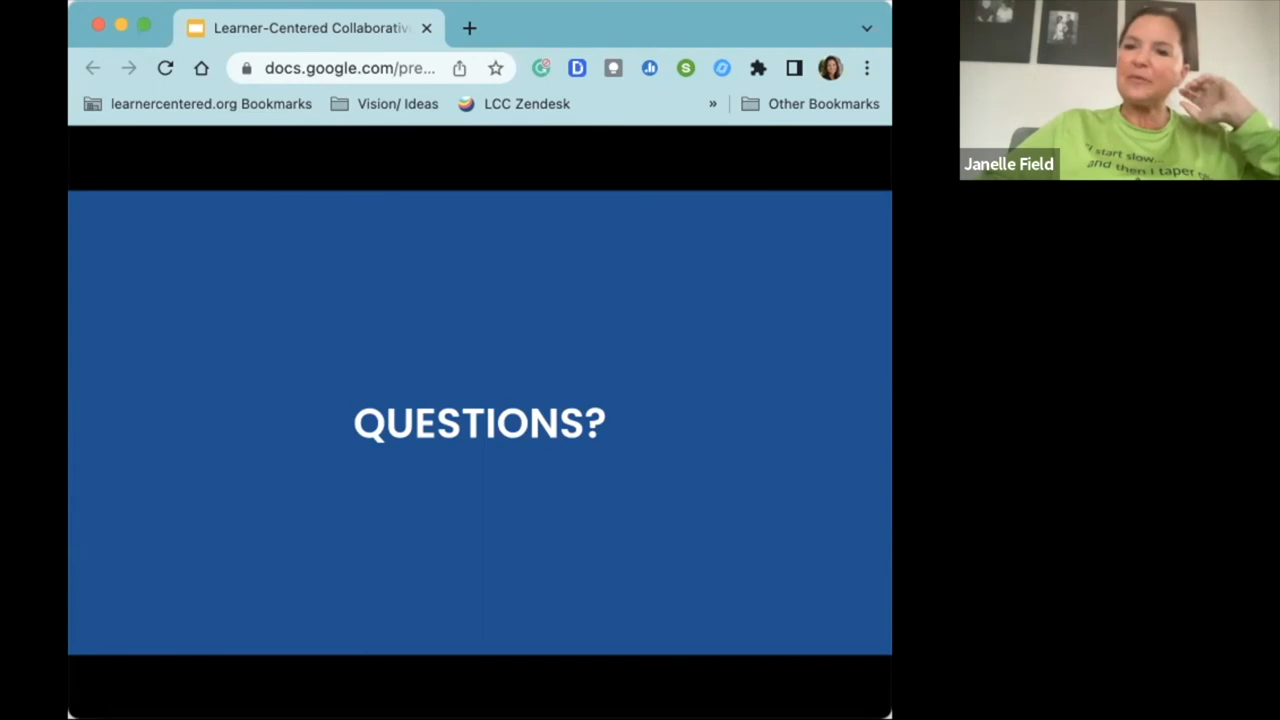 Learner-Centered Collaborativ
docs.google.com/pre...
learnercentered.org Bookmarks
Vision/ Ideas
LCC Zendesk
»
Other Bookmarks
QUESTIONS?
"I start slow...
and then I taper
Janelle Field